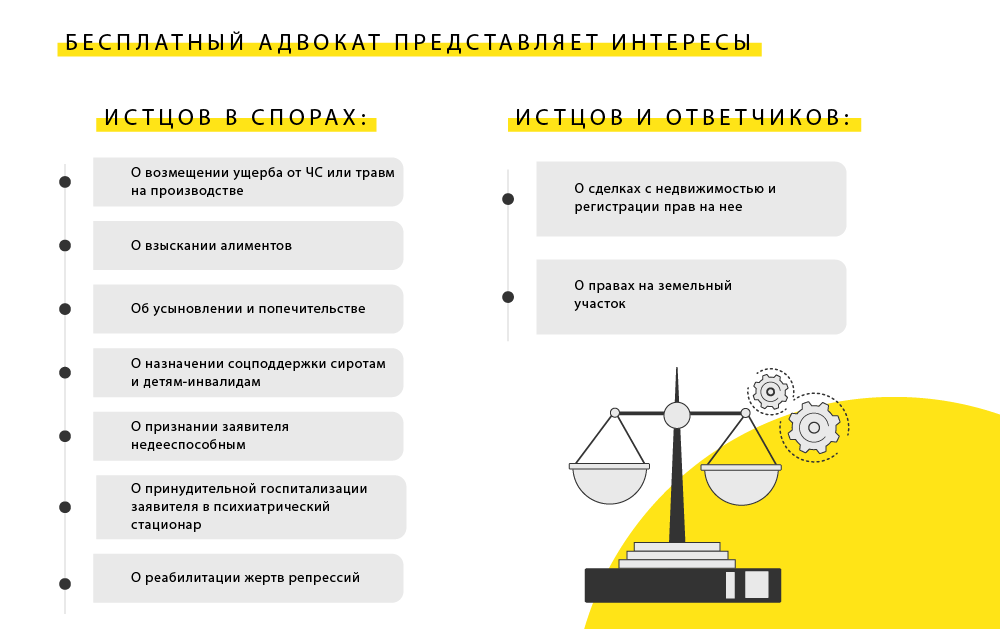 БЕСПЛАТНЫЙ АДВОКАТ ПРЕДСТАВЛЯЕТ ИНТЕРЕСЫ
ИСТЦОВ В СПОРАХ:
О возмещении ущерба от ЧС или травм
на производстве
О взыскании алиментов
Об усыновлении и попечительстве
О назначении соцподдержки сиротам
и детям-инвалидам
О признании заявителя
недееспособным
О принудительной госпитализации
заявителя в психиатрический
стационар
О реабилитации жертв репрессий
ИСТЦОВ И ОТВЕТЧИКОВ:
О сделках с недвижимостью и
регистрации прав на нее
О правах на земельный
участок